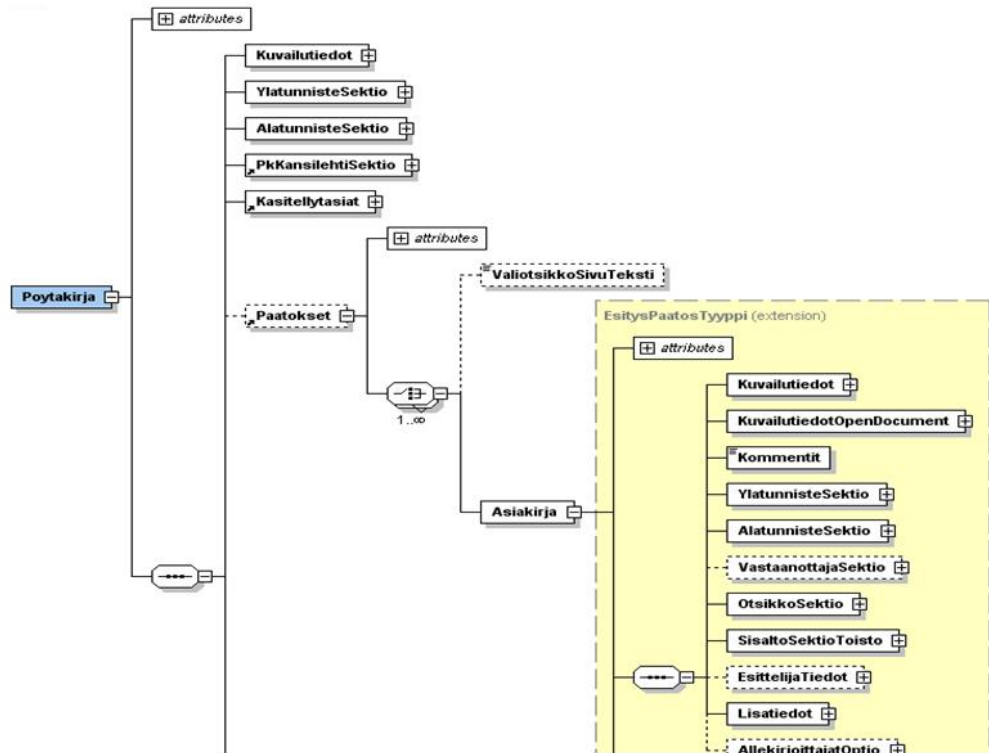 attributes
Kuvailutiedot
YlatunnisteSektio
AlatunnisteSektio
PkKansilehtiSektio
Kasitellytasiat
attributes
ValiotsikkoSivuTeksti
Poytakirja
Paatokset
EsitysPaatosTyyppi (extension)
attributes
Kuvailutiedot
1..∞
KuvailutiedotOpenDocument
Kommentit
YlatunnisteSektio
Asiakirja
AlatunnisteSektio
VastaanottajaSektio
OtsikkoSektio
SisaltoSektioToisto
EsittelijaTiedot
Lisatiedot
AllekirjoittajatOptio